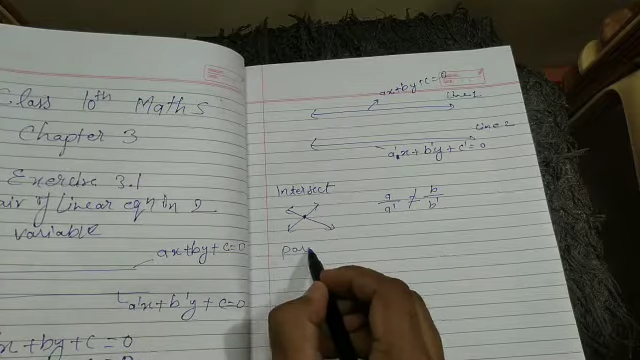 Class 10th Maths
Chapter 3
Exercise 3.1
air of linear eqn in 2
variable
ax+by+c=0
a'x+b'y+c=0
x+by+c=0
ax+by+c=0
Line 1
Line 2
a'x+b'y+c'=0
Intersect
a/a' ≠ b/b'
par